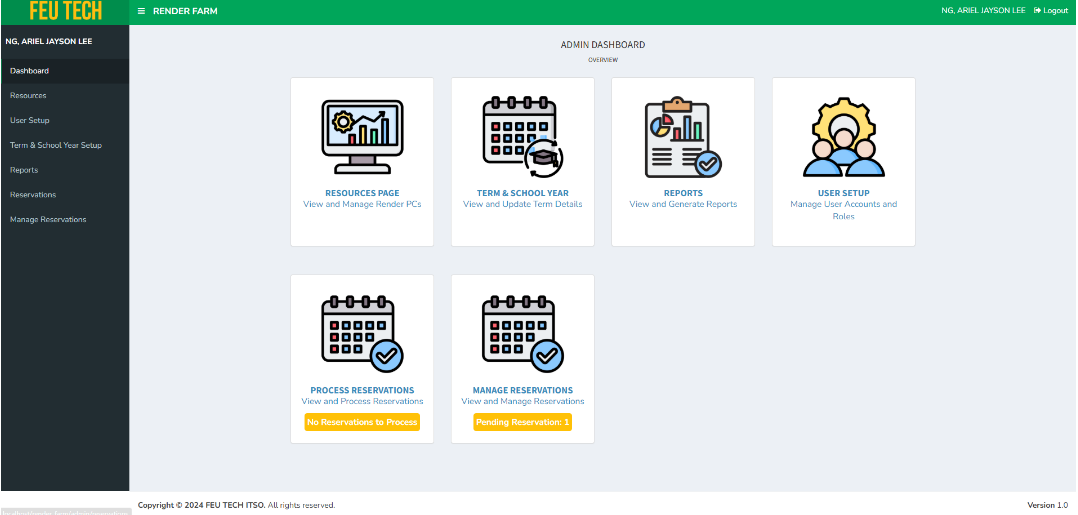 FEU TECH
RENDER FARM
NG, ARIEL JAYSON LEE
Logout
NG, ARIEL JAYSON LEE
Dashboard
Resources
User Setup
Term & School Year Setup
Reports
Reservations
Manage Reservations
ADMIN DASHBOARD
OVERVIEW
RESOURCES PAGE
View and Manage Render PCs
TERM & SCHOOL YEAR
View and Update Term Details
REPORTS
View and Generate Reports
USER SETUP
Manage User Accounts and
Roles
PROCESS RESERVATIONS
View and Process Reservations
No Reservations to Process
MANAGE RESERVATIONS
View and Manage Reservations
Pending Reservation: 1
Copyright © 2024 FEU TECH ITSO. All rights reserved.
Version 1.0